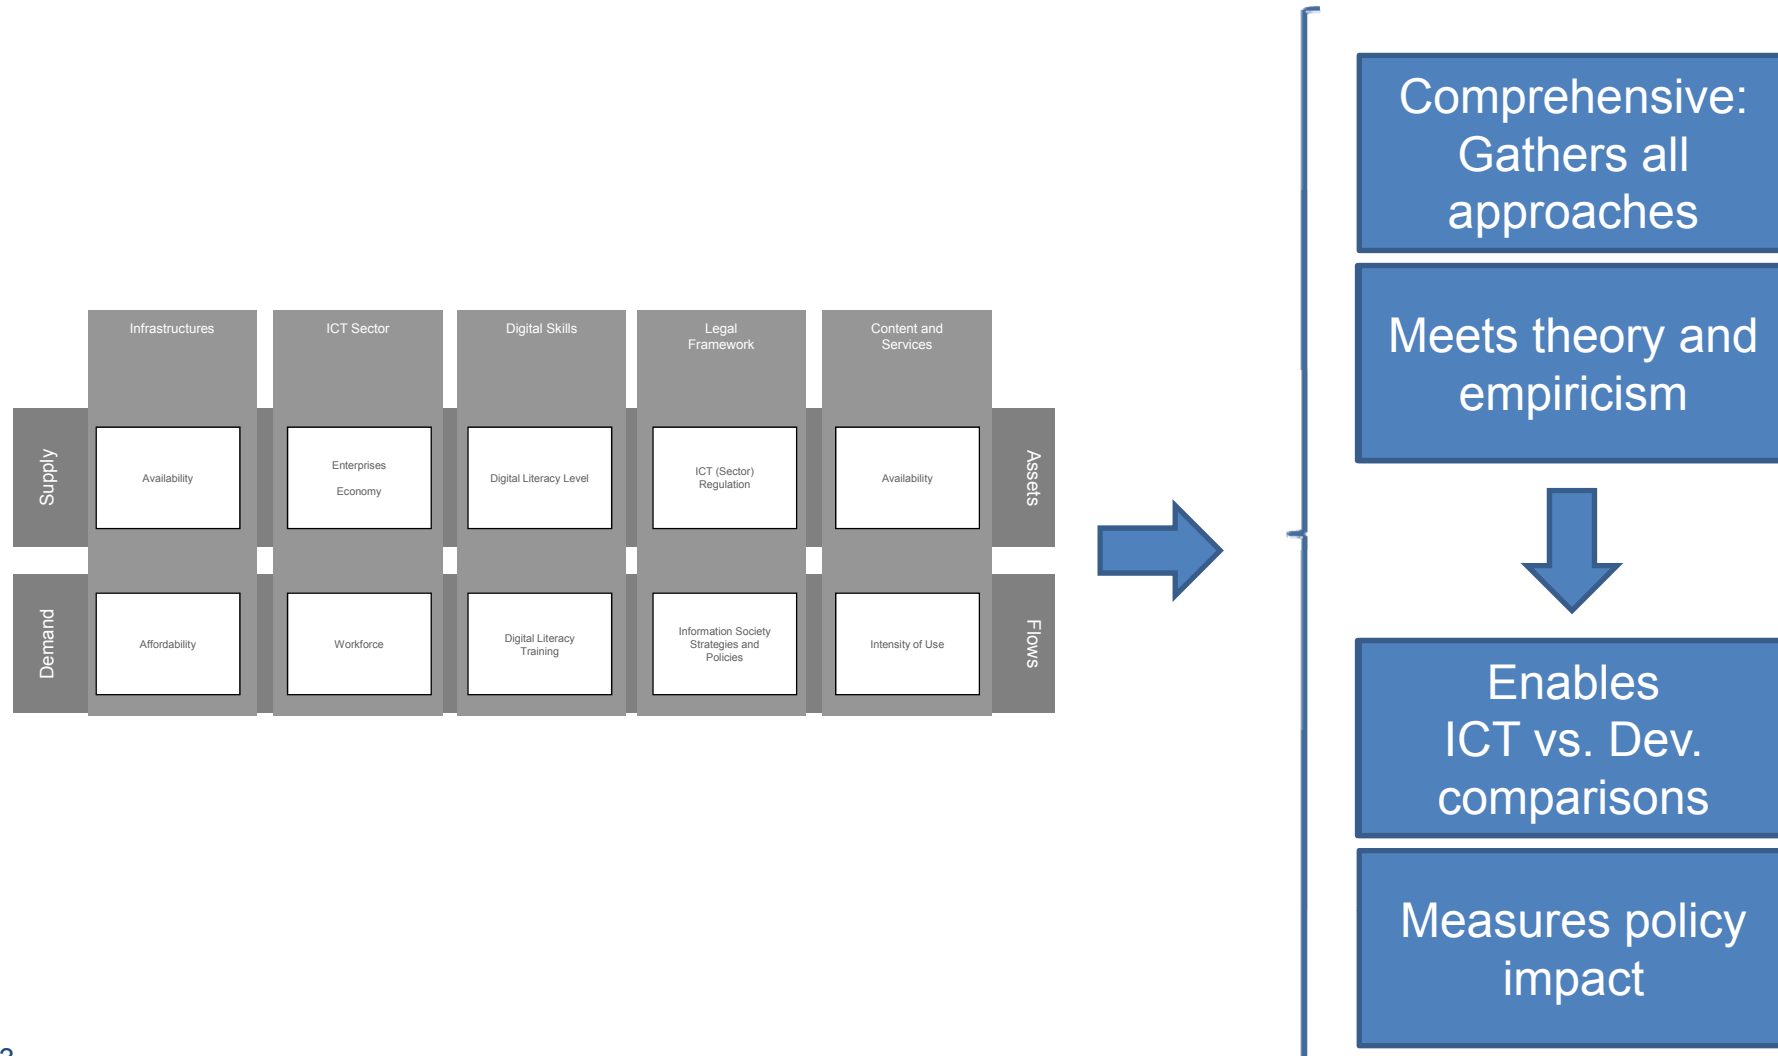 Infrastructures
ICT Sector
Digital Skills
Legal
Framework
Content and
Services
Supply
Availability
Enterprises
Economy
Digital Literacy Level
ICT (Sector)
Regulation
Availability
Assets
Demand
Affordability
Workforce
Digital Literacy
Training
Information Society
Strategies and
Policies
Intensity of Use
Flows
Comprehensive:
Gathers all
approaches
Meets theory and
empiricism
Enables
ICT vs. Dev.
comparisons
Measures policy
impact